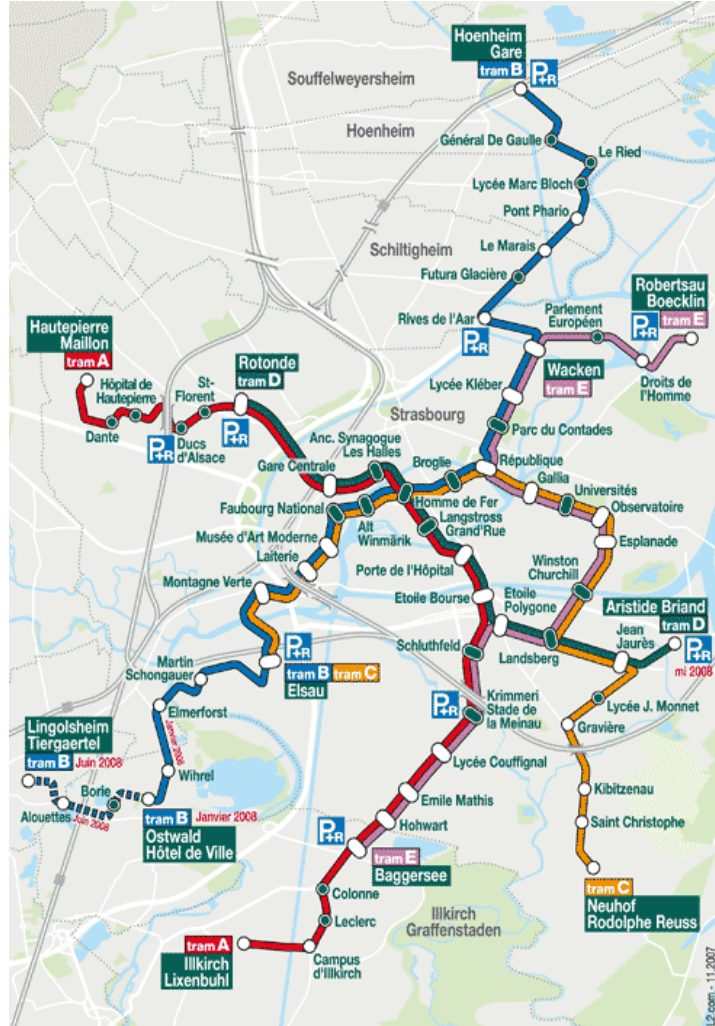 Hoenheim
Gare
tram B
P+R
Souffelweyersheim
Hoenheim
Général De Gaulle
Le Ried
Lycée Marc Bloch
Pont Phario
Schiltigheim
Le Marais
Futura Glacière
Robertsau
Boecklin
tram E
P+R
Parlement
Européen
Rives de l'Aar
P+R
Droits de
l'Homme
Wacken
tram E
Hautepierre
Maillon
tram A
Hôpital de
Hautepierre
Dante
St-
Florent
Ducs
d'Alsace
P+R
Rotonde
tram D
P+R
Lycée Kléber
Strasbourg
Parc du Contades
Anc. Synagogue
Les Halles
Gare Centrale
Broglie
République
Gallia
Universités
Observatoire
Faubourg National
Homme de Fer
Alt
Winmärik
Langstross
Grand'Rue
Esplanade
Musée d'Art Moderne
Laiterie
Porte de l'Hôpital
Winston
Churchill
Montagne Verte
Etoile Bourse
Etoile
Polygone
Aristide Briand
tram D
Jean
Jaurès
P+R
mi 2008
Schluthfeld
Landsberg
P+R
tram B
tram C
Elsau
Martin
Schongauer
Elmerforst
Janvier 2008
Krimmeri
Stade de
la Meinau
P+R
Lycée J. Monnet
Gravière
Lingolsheim
Tiergaertel
tram B
Juin 2008
Wihrel
Borie
Alouettes
Juin 2008
tram B
Janvier 2008
Ostwald
Hôtel de Ville
Lycée Couffignal
Kibitzenau
Emile Mathis
Saint Christophe
Hohwart
P+R
tram E
Baggersee
tram C
Neuhof
Rodolphe Reuss
Colonne
Leclerc
Illkirch
Graffenstaden
tram A
Illkirch
Lixenbuhl
Campus
d'Illkirch
2.com - 11.2007